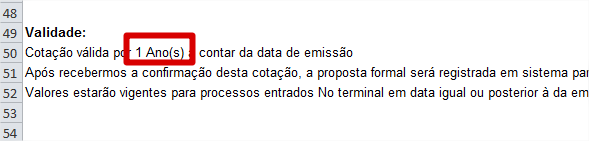 48
49 Validade:
50 Cotação válida por 1 Ano(s) a contar da data de emissão
51 Após recebermos a confirmação desta cotação, a proposta formal será registrada em sistema par
52 Valores estarão vigentes para processos entrados No terminal em data igual ou posterior à da em
53
54